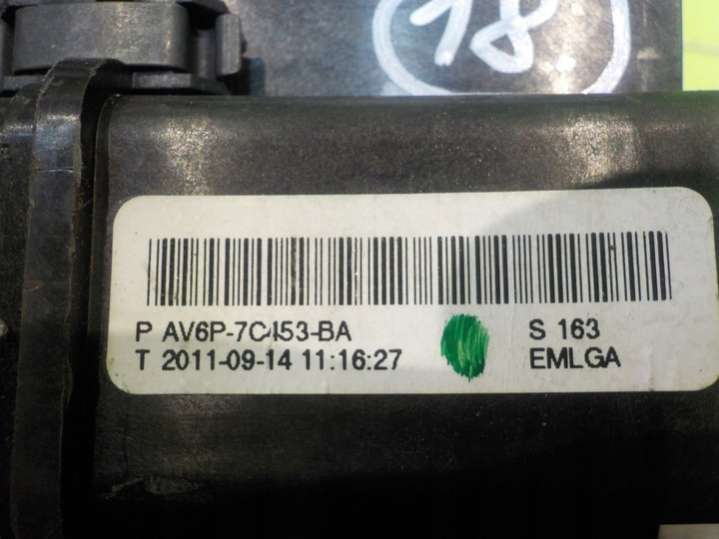 18
P AV6P-7C453-BA
S 163
T 2011-09-14 11:16:27
EMLGA